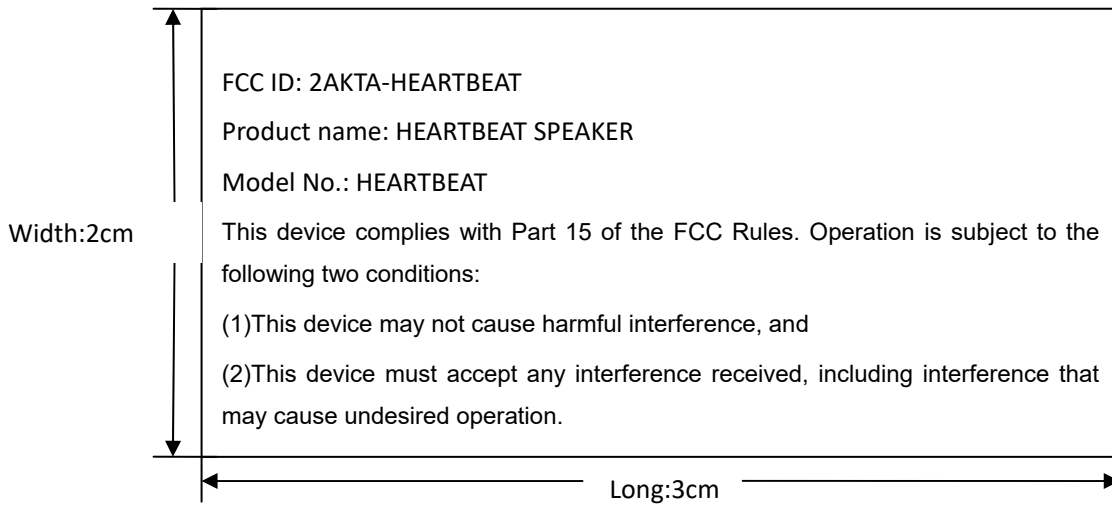 FCC ID: 2AKTA-HEARTBEAT
Product name: HEARTBEAT SPEAKER
Model No.: HEARTBEAT
Width:2cm
This device complies with Part 15 of the FCC Rules. Operation is subject to the
following two conditions:
(1)This device may not cause harmful interference, and
(2)This device must accept any interference received, including interference that
may cause undesired operation.
Long:3cm